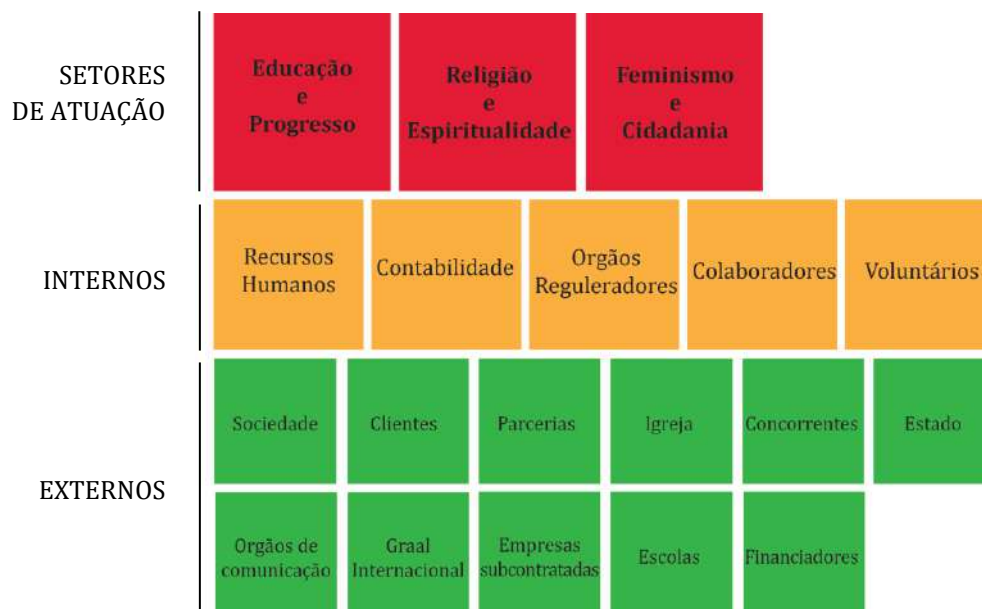 SETORES
DE ATUAÇÃO
Educação
e
Progresso
Religião
e
Espiritualidade
Feminismo
e
Cidadania
INTERNOS
Recursos
Humanos
Contabilidade
Orgãos
Reguleradores
Colaboradores
Voluntários
EXTERNOS
Sociedade
Clientes
Parcerias
Igreja
Concorrentes
Estado
Orgãos de
comunicação
Graal
Internacional
Empresas
subcontratadas
Escolas
Financiadores